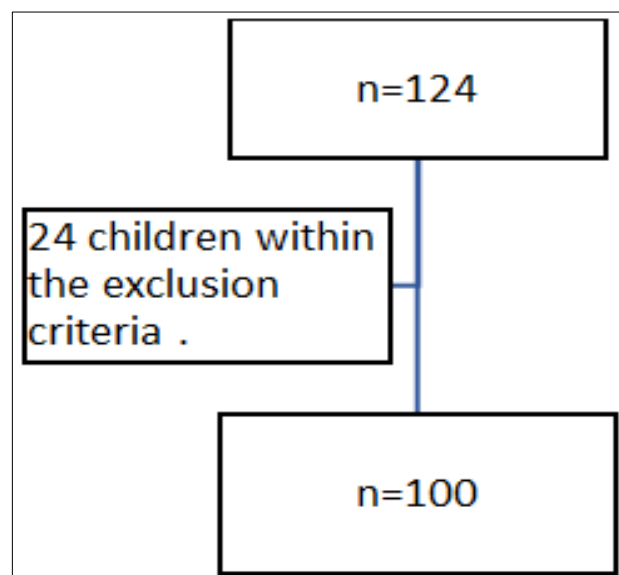 n=124
24 children within
the exclusion
criteria .
n=100